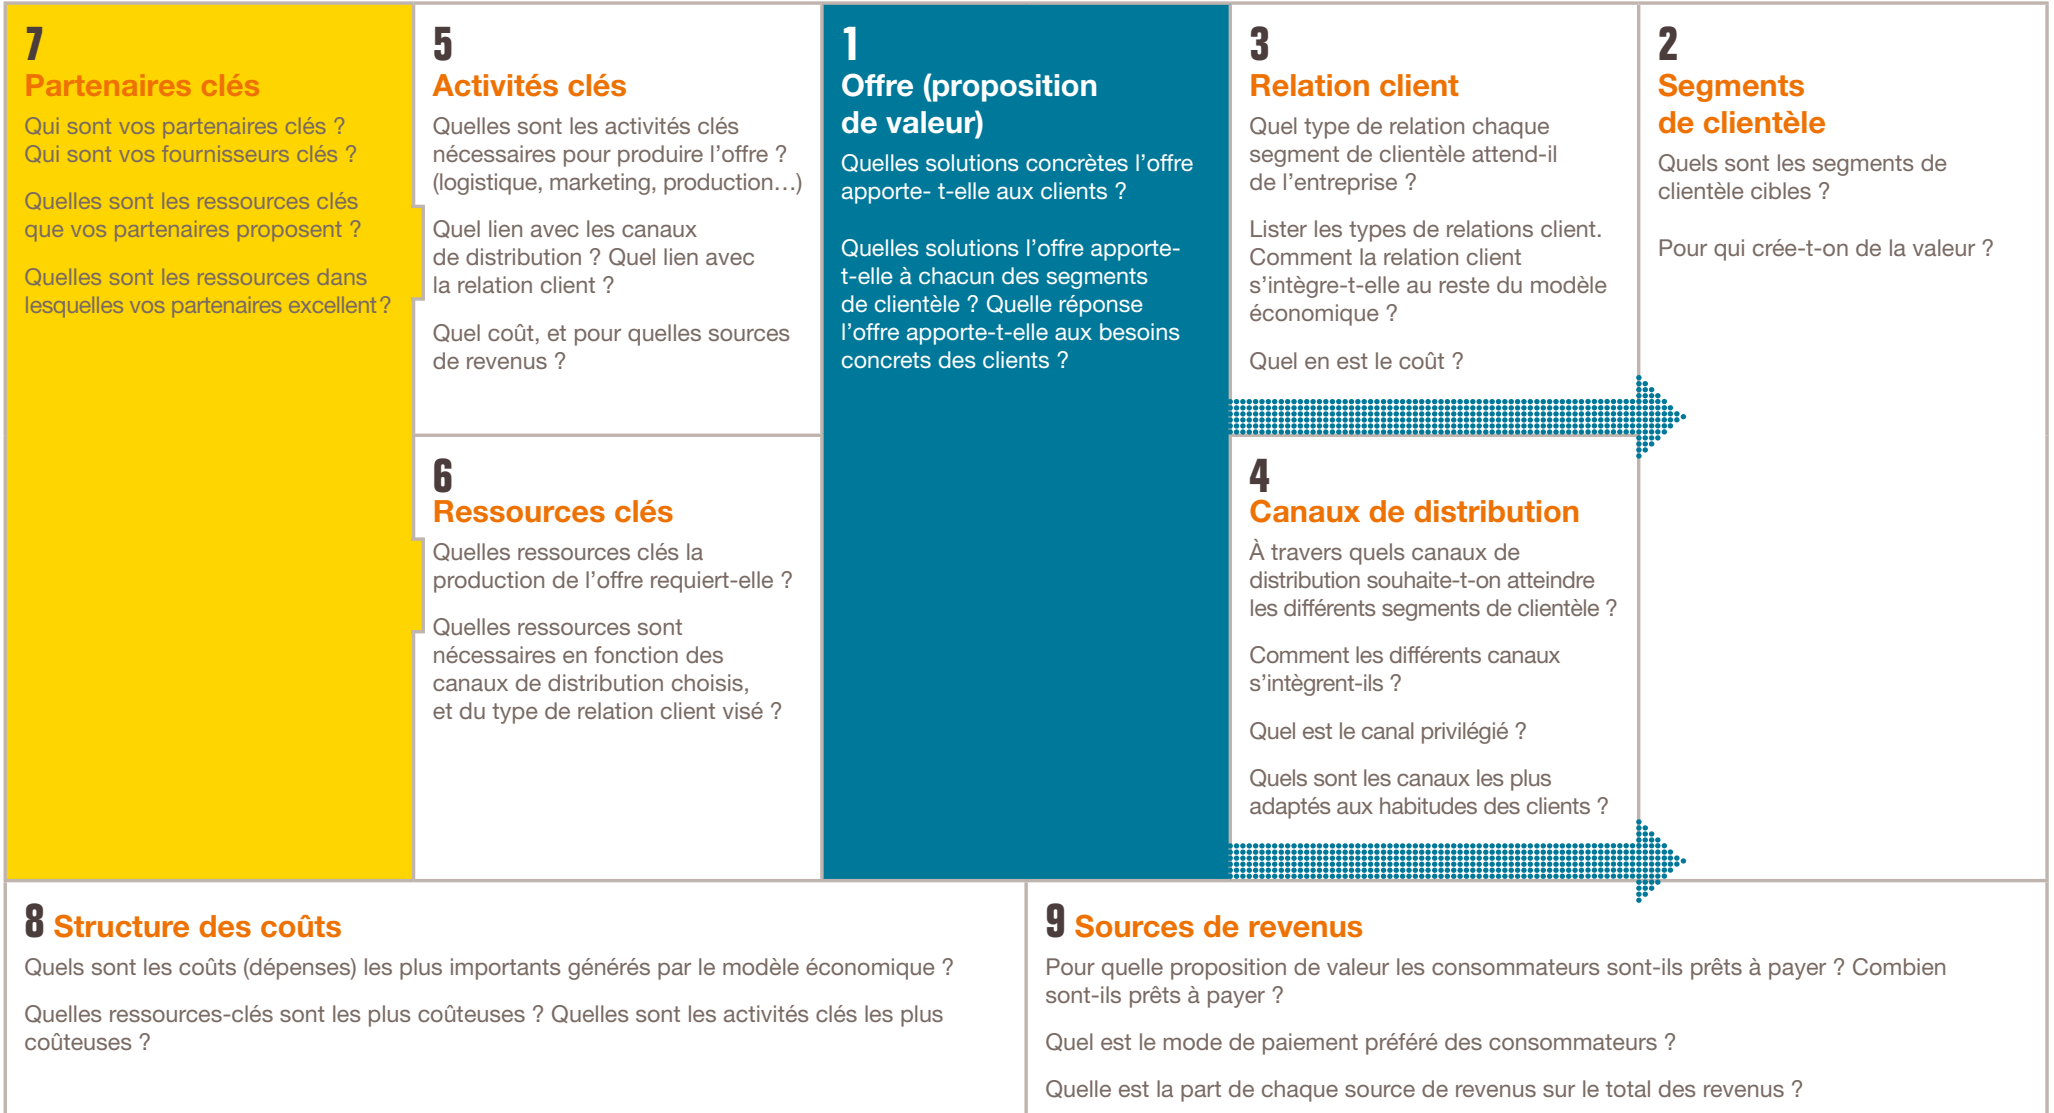 7
Partenaires clés
Qui sont vos partenaires clés ?
Qui sont vos fournisseurs clés ?
Quelles sont les ressources clés
que vos partenaires proposent ?
Quelles sont les ressources dans
lesquelles vos partenaires excellent ?
5
Activités clés
Quelles sont les activités clés
nécessaires pour produire l’offre ?
(logistique, marketing, production…)
Quel lien avec les canaux
de distribution ? Quel lien avec
la relation client ?
Quel coût, et pour quelles sources
de revenus ?
6
Ressources clés
Quelles ressources clés la
production de l’offre requiert-elle ?
Quelles ressources sont
nécessaires en fonction des
canaux de distribution choisis,
et du type de relation client visé ?
1
Offre (proposition
de valeur)
Quelles solutions concrètes l’offre
apporte- t-elle aux clients ?
Quelles solutions l’offre apporte-
t-elle à chacun des segments
de clientèle ? Quelle réponse
l’offre apporte-t-elle aux besoins
concrets des clients ?
3
Relation client
Quel type de relation chaque
segment de clientèle attend-il
de l’entreprise ?
Lister les types de relations client.
Comment la relation client
s’intègre-t-elle au reste du modèle
économique ?
Quel en est le coût ?
4
Canaux de distribution
À travers quels canaux de
distribution souhaite-t-on atteindre
les différents segments de clientèle ?
Comment les différents canaux
s’intègrent-ils ?
Quel est le canal privilégié ?
Quels sont les canaux les plus
adaptés aux habitudes des clients ?
2
Segments
de clientèle
Quels sont les segments de
clientèle cibles ?
Pour qui crée-t-on de la valeur ?
8 Structure des coûts
Quels sont les coûts (dépenses) les plus importants générés par le modèle économique ?
Quelles ressources-clés sont les plus coûteuses ? Quelles sont les activités clés les plus
coûteuses ?
9 Sources de revenus
Pour quelle proposition de valeur les consommateurs sont-ils prêts à payer ? Combien
sont-ils prêts à payer ?
Quel est le mode de paiement préféré des consommateurs ?
Quelle est la part de chaque source de revenus sur le total des revenus ?